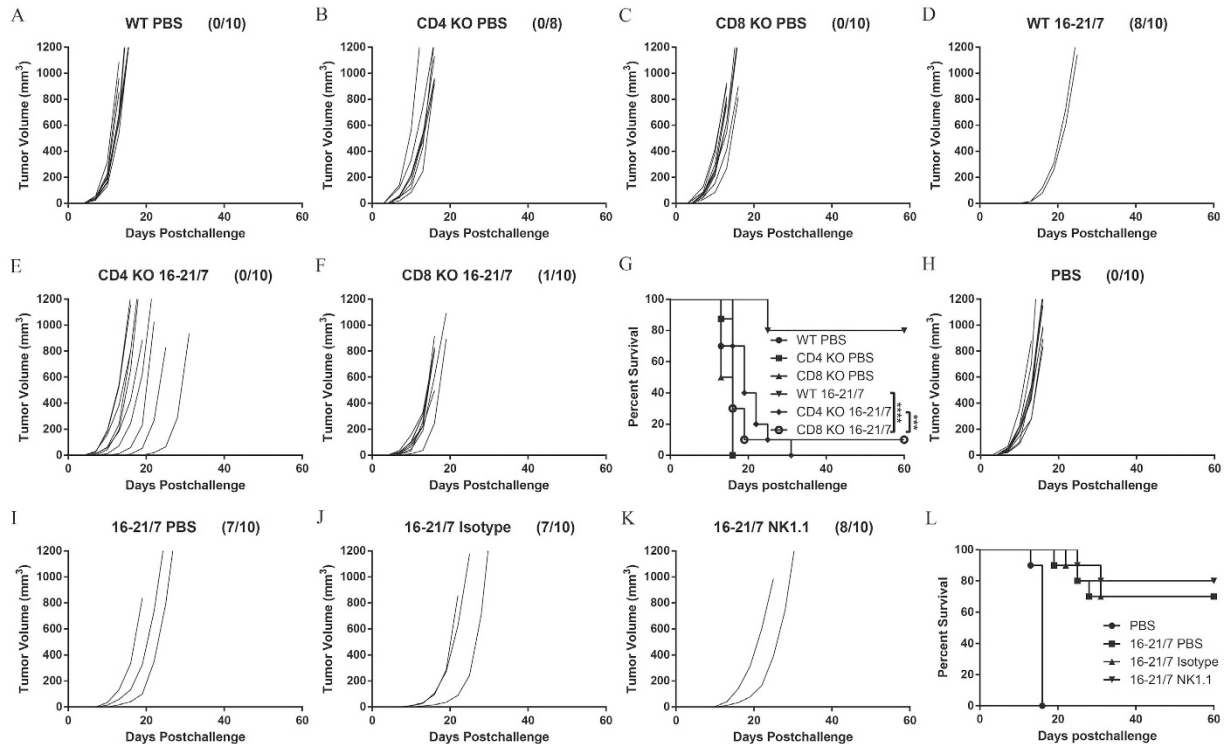 A WT PBS (0/10)
B CD4 KO PBS (0/8)
C CD8 KO PBS (0/10)
D WT 16-21/7 (8/10)
Tumor Volume (mm³)
1200
1000
800
600
400
200
0
0 20 40 60
Days Postchallenge
Tumor Volume (mm³)
1200
1000
800
600
400
200
0
0 20 40 60
Days Postchallenge
Tumor Volume (mm³)
1200
1000
800
600
400
200
0
0 20 40 60
Days Postchallenge
Tumor Volume (mm³)
1200
1000
800
600
400
200
0
0 20 40 60
Days Postchallenge
E CD4 KO 16-21/7 (0/10)
F CD8 KO 16-21/7 (1/10)
G
H PBS (0/10)
Tumor Volume (mm³)
1200
1000
800
600
400
200
0
0 20 40 60
Days Postchallenge
Tumor Volume (mm³)
1200
1000
800
600
400
200
0
0 20 40 60
Days Postchallenge
Percent Survival
100
80
60
40
20
0
0 20 40 60
Days postchallenge
WT PBS
CD4 KO PBS
CD8 KO PBS
WT 16-21/7
CD4 KO 16-21/7
CD8 KO 16-21/7
****
***
Tumor Volume (mm³)
1200
1000
800
600
400
200
0
0 20 40 60
Days Postchallenge
I 16-21/7 PBS (7/10)
J 16-21/7 Isotype (7/10)
K 16-21/7 NK1.1 (8/10)
L
Tumor Volume (mm³)
1200
1000
800
600
400
200
0
0 20 40 60
Days Postchallenge
Tumor Volume (mm³)
1200
1000
800
600
400
200
0
0 20 40 60
Days Postchallenge
Tumor Volume (mm³)
1200
1000
800
600
400
200
0
0 20 40 60
Days Postchallenge
Percent Survival
100
80
60
40
20
0
0 20 40 60
Days postchallenge
PBS
16-21/7 PBS
16-21/7 Isotype
16-21/7 NK1.1